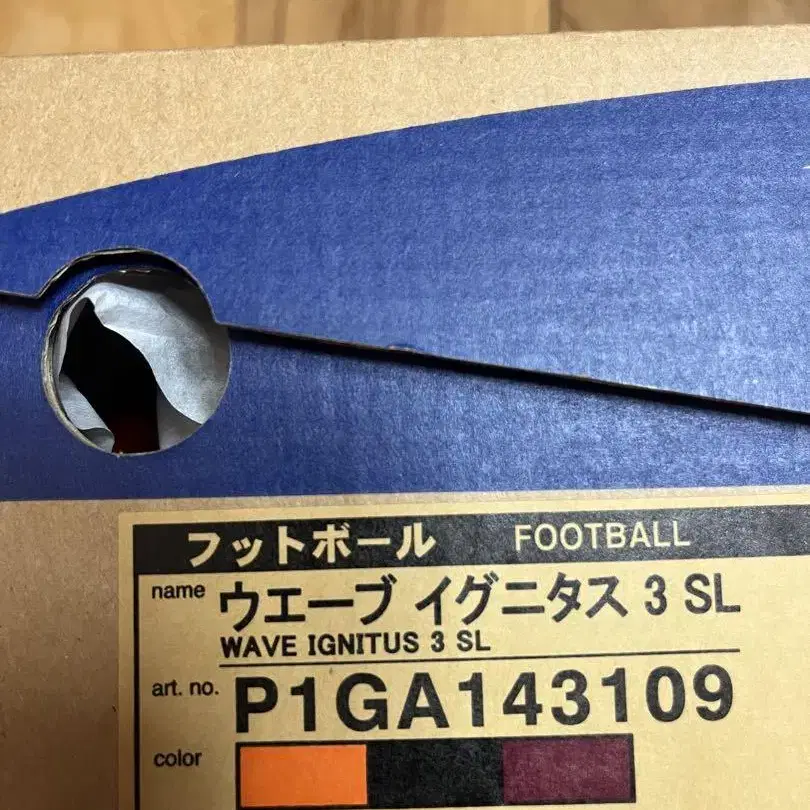 フットボール FOOTBALL
name ウエーブ イグニタス 3 SL
WAVE IGNITUS 3 SL
art. no. P1GA143109
color